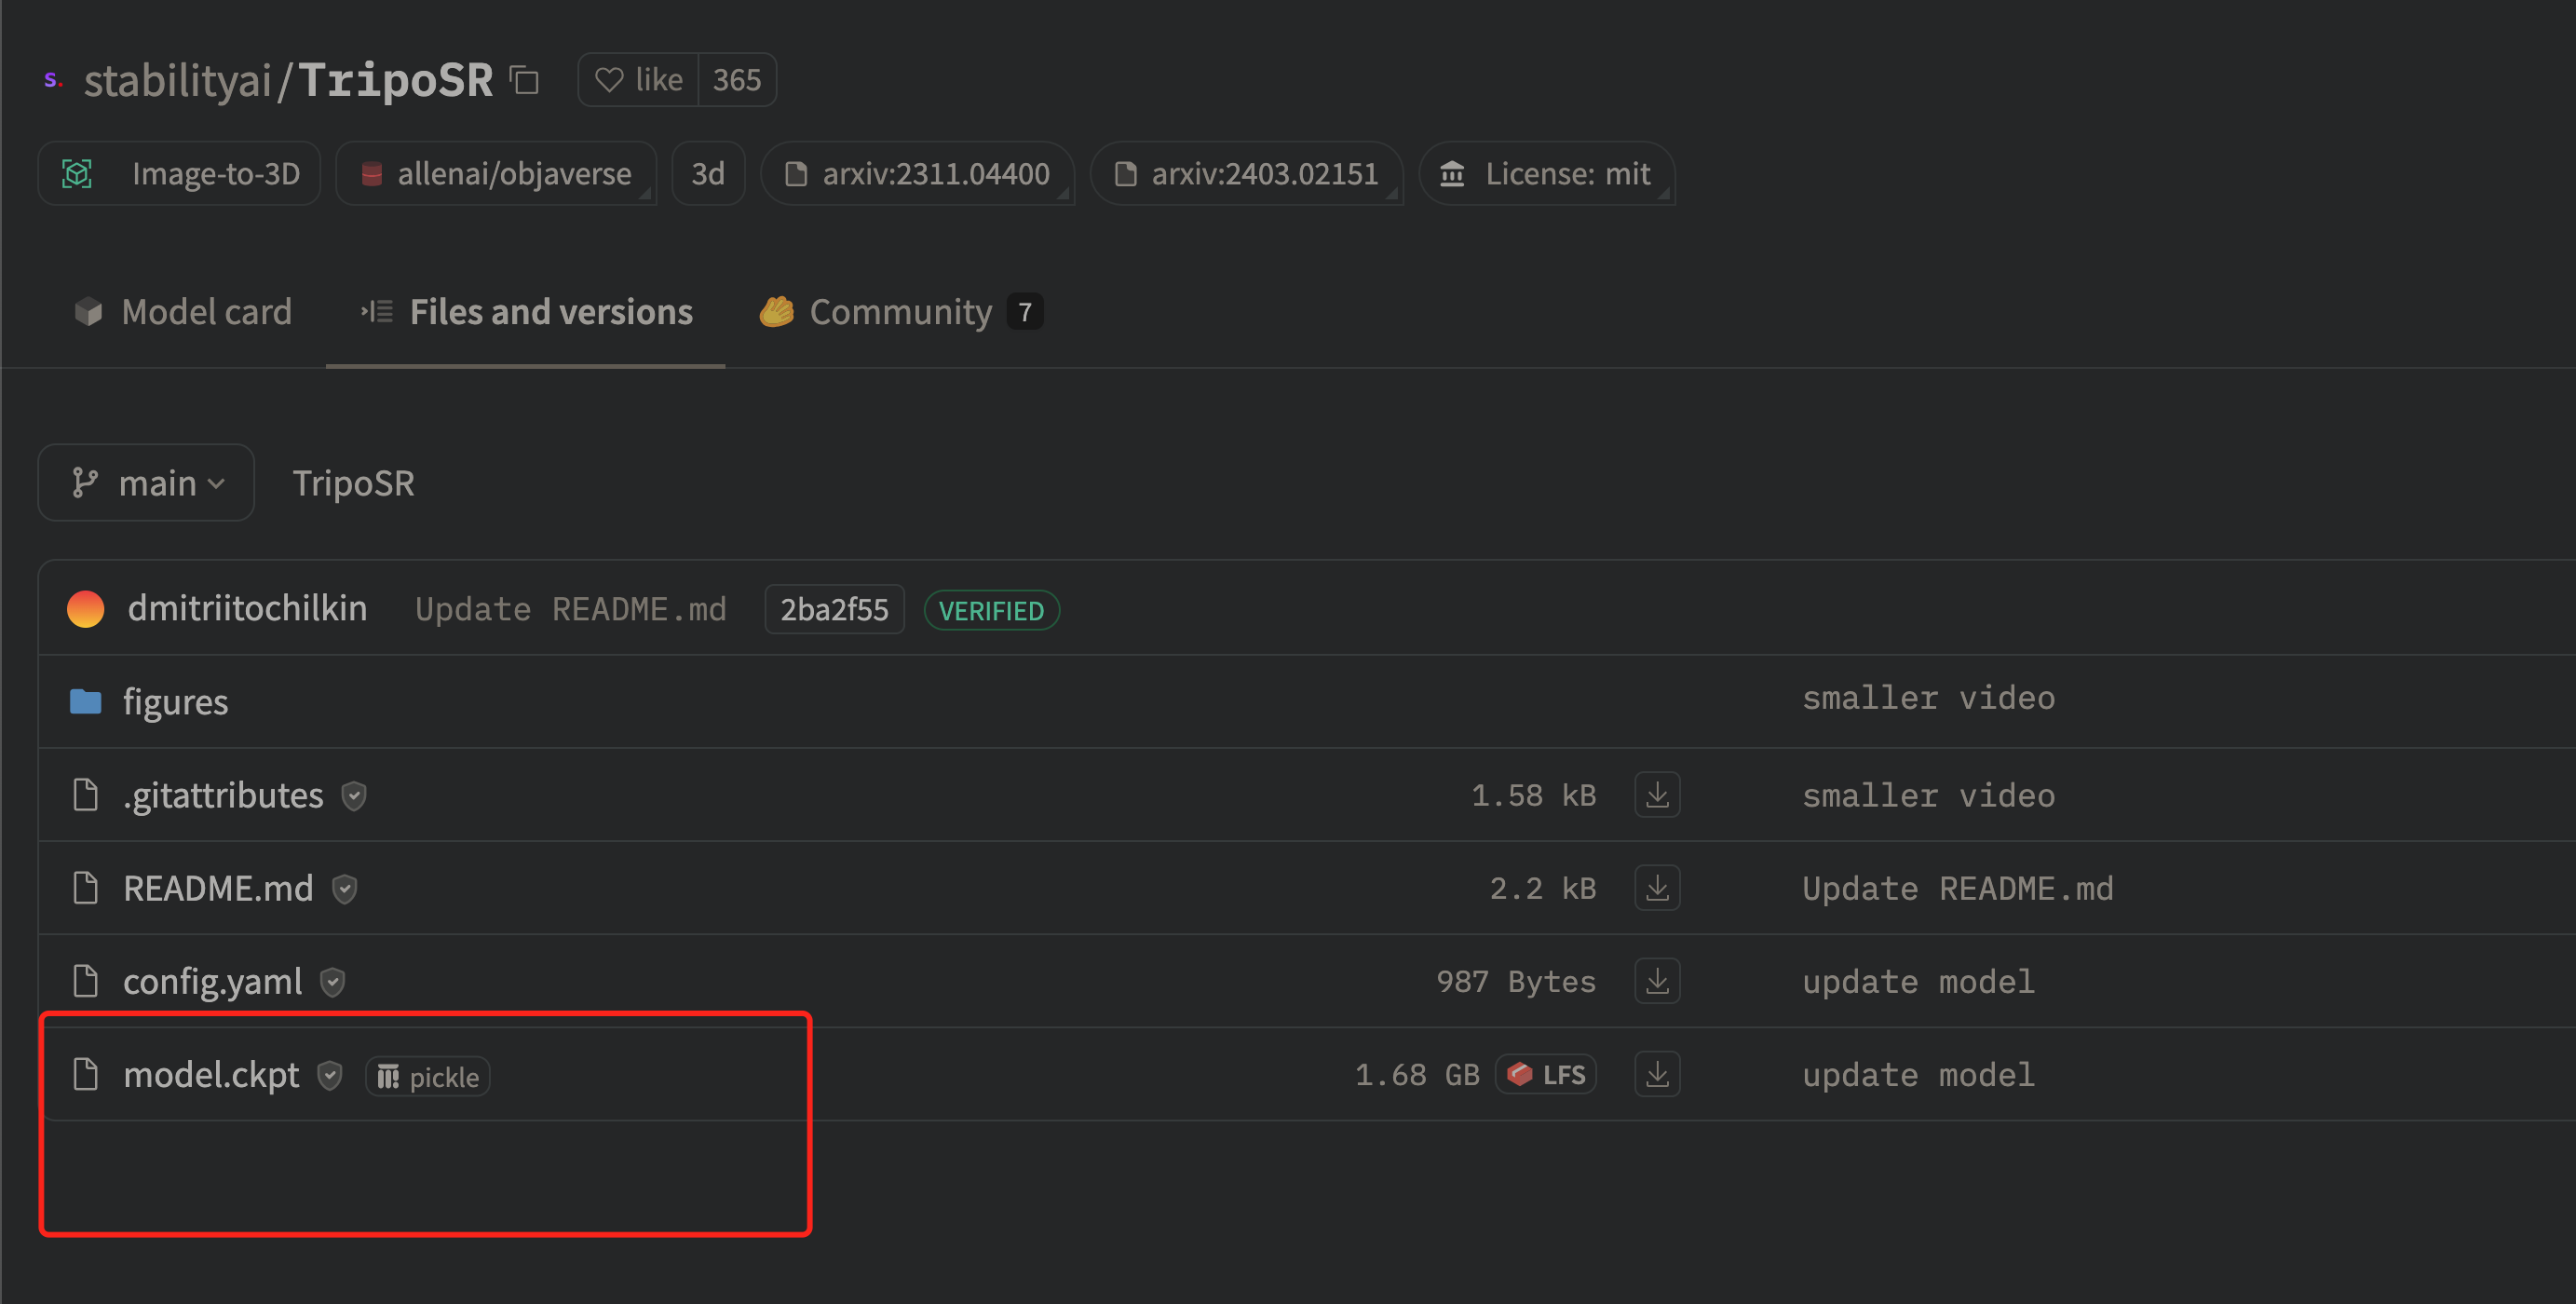 s. stabilityai/TripoSR like 365
Image-to-3D allenai/objaverse 3d arxiv:2311.04400 arxiv:2403.02151 License: mit
Model card Files and versions Community 7
main TripoSR
dmitriitochilkin Update README.md 2ba2f55 VERIFIED
figures smaller video
.gitattributes 1.58 kB smaller video
README.md 2.2 kB Update README.md
config.yaml 987 Bytes update model
model.ckpt pickle 1.68 GB LFS update model